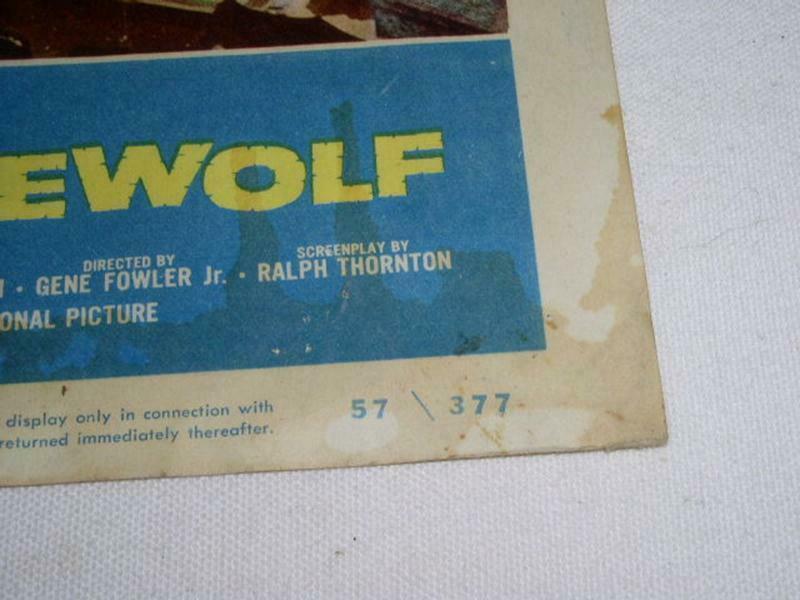 EWOLF
DIRECTED BY SCREENPLAY BY
• GENE FOWLER Jr. • RALPH THORNTON
ONAL PICTURE
display only in connection with
returned immediately thereafter.
57 \ 377